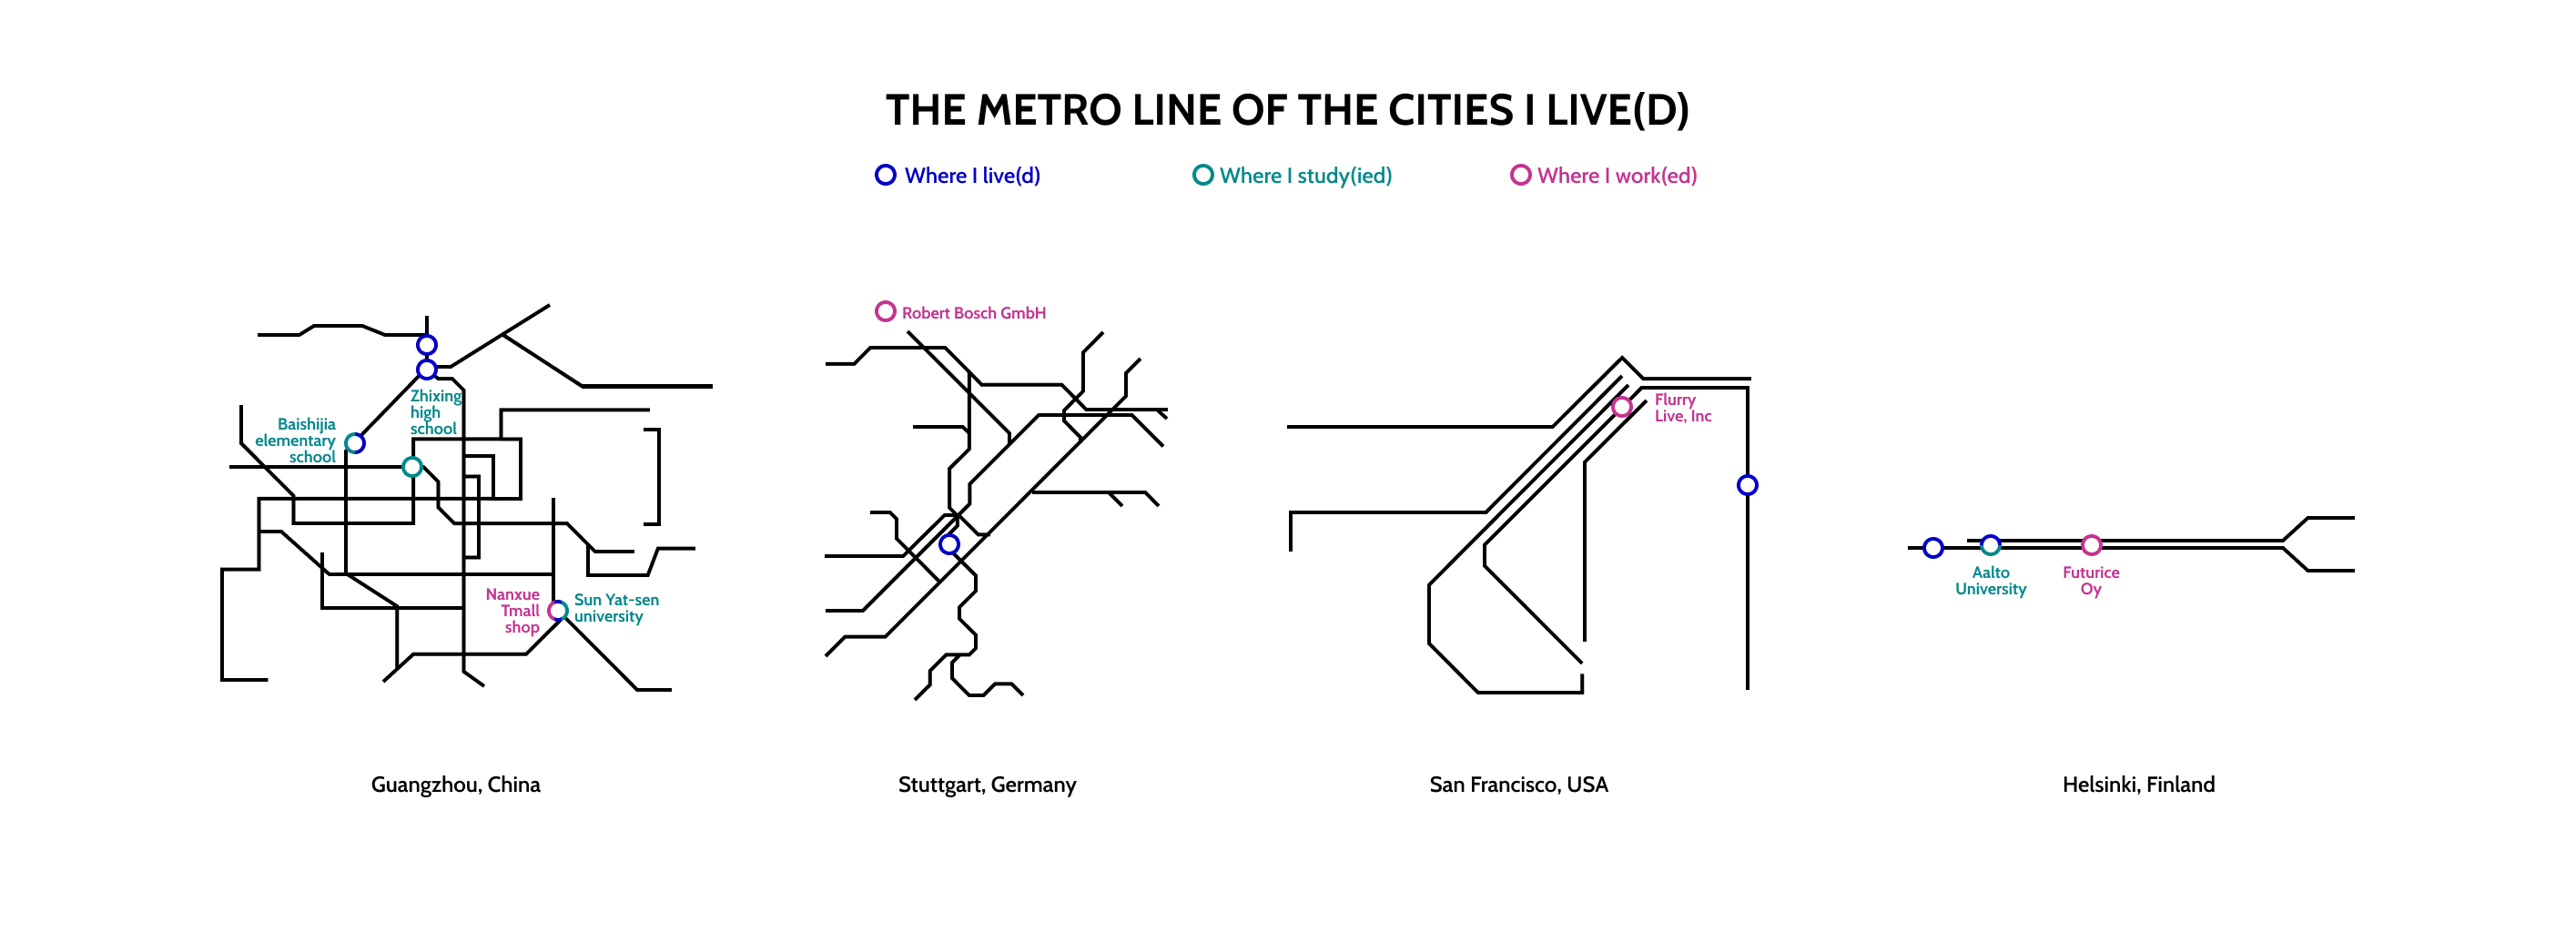 THE METRO LINE OF THE CITIES I LIVE(D)
Where I live(d)
Where I study(ied)
Where I work(ed)
Zhixing
high
school
Baishijia
elementary
school
Nanxue
Tmall
shop
Sun Yat-sen
university
Robert Bosch GmbH
Flurry
Live, Inc
Aalto
University
Futurice
Oy
Guangzhou, China
Stuttgart, Germany
San Francisco, USA
Helsinki, Finland